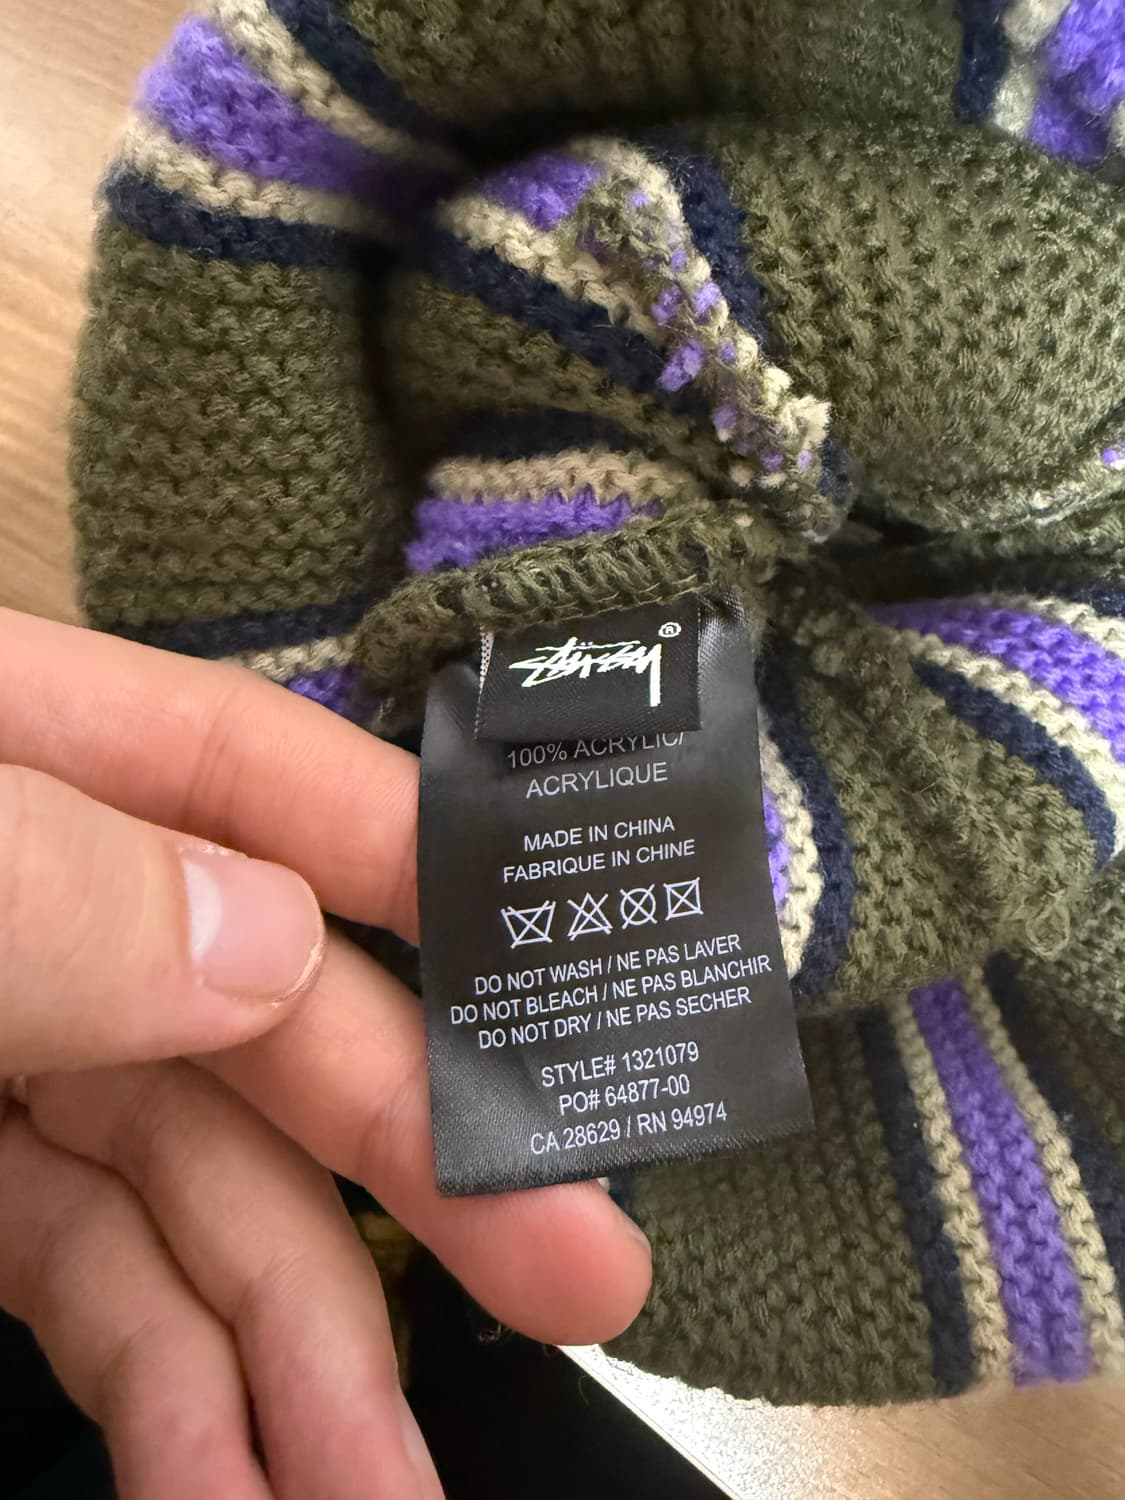 Stüssy ®
100% ACRYLIC/
ACRYLIQUE
MADE IN CHINA
FABRIQUE IN CHINE
DO NOT WASH / NE PAS LAVER
DO NOT BLEACH / NE PAS BLANCHIR
DO NOT DRY / NE PAS SECHER
STYLE# 1321079
PO# 64877-00
CA 28629 / RN 94974